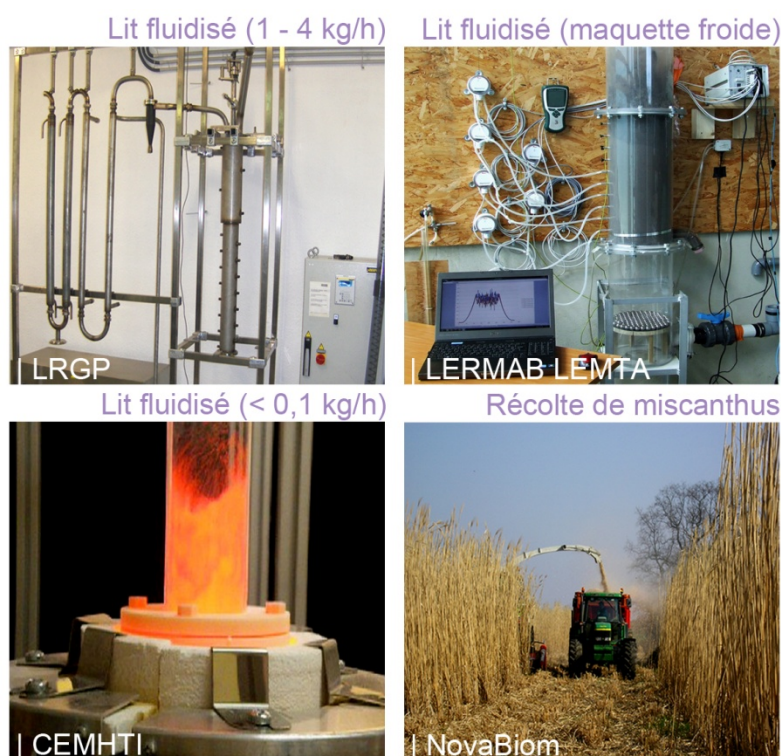 Lit fluidisé (1 - 4 kg/h)
Lit fluidisé (maquette froide)
| LRGP
| LERMAB LEMTA
Lit fluidisé (< 0,1 kg/h)
Récolte de miscanthus
| CEMHTI
| NovaBiom